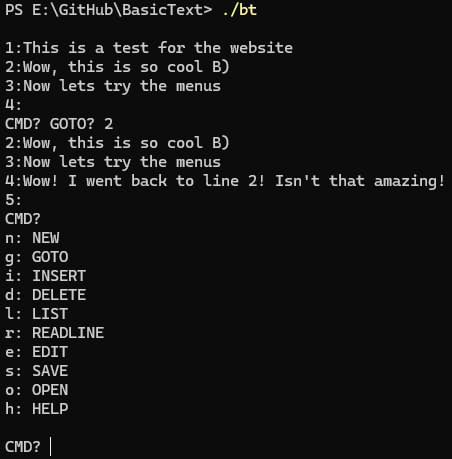 PS E:\GitHub\BasicText> ./bt
1:This is a test for the website
2:Wow, this is so cool B)
3:Now lets try the menus
4:
CMD? GOTO? 2
2:Wow, this is so cool B)
3:Now lets try the menus
4:Wow! I went back to line 2! Isn't that amazing!
5:
CMD?
n: NEW
g: GOTO
i: INSERT
d: DELETE
l: LIST
r: READLINE
e: EDIT
s: SAVE
o: OPEN
h: HELP
CMD?